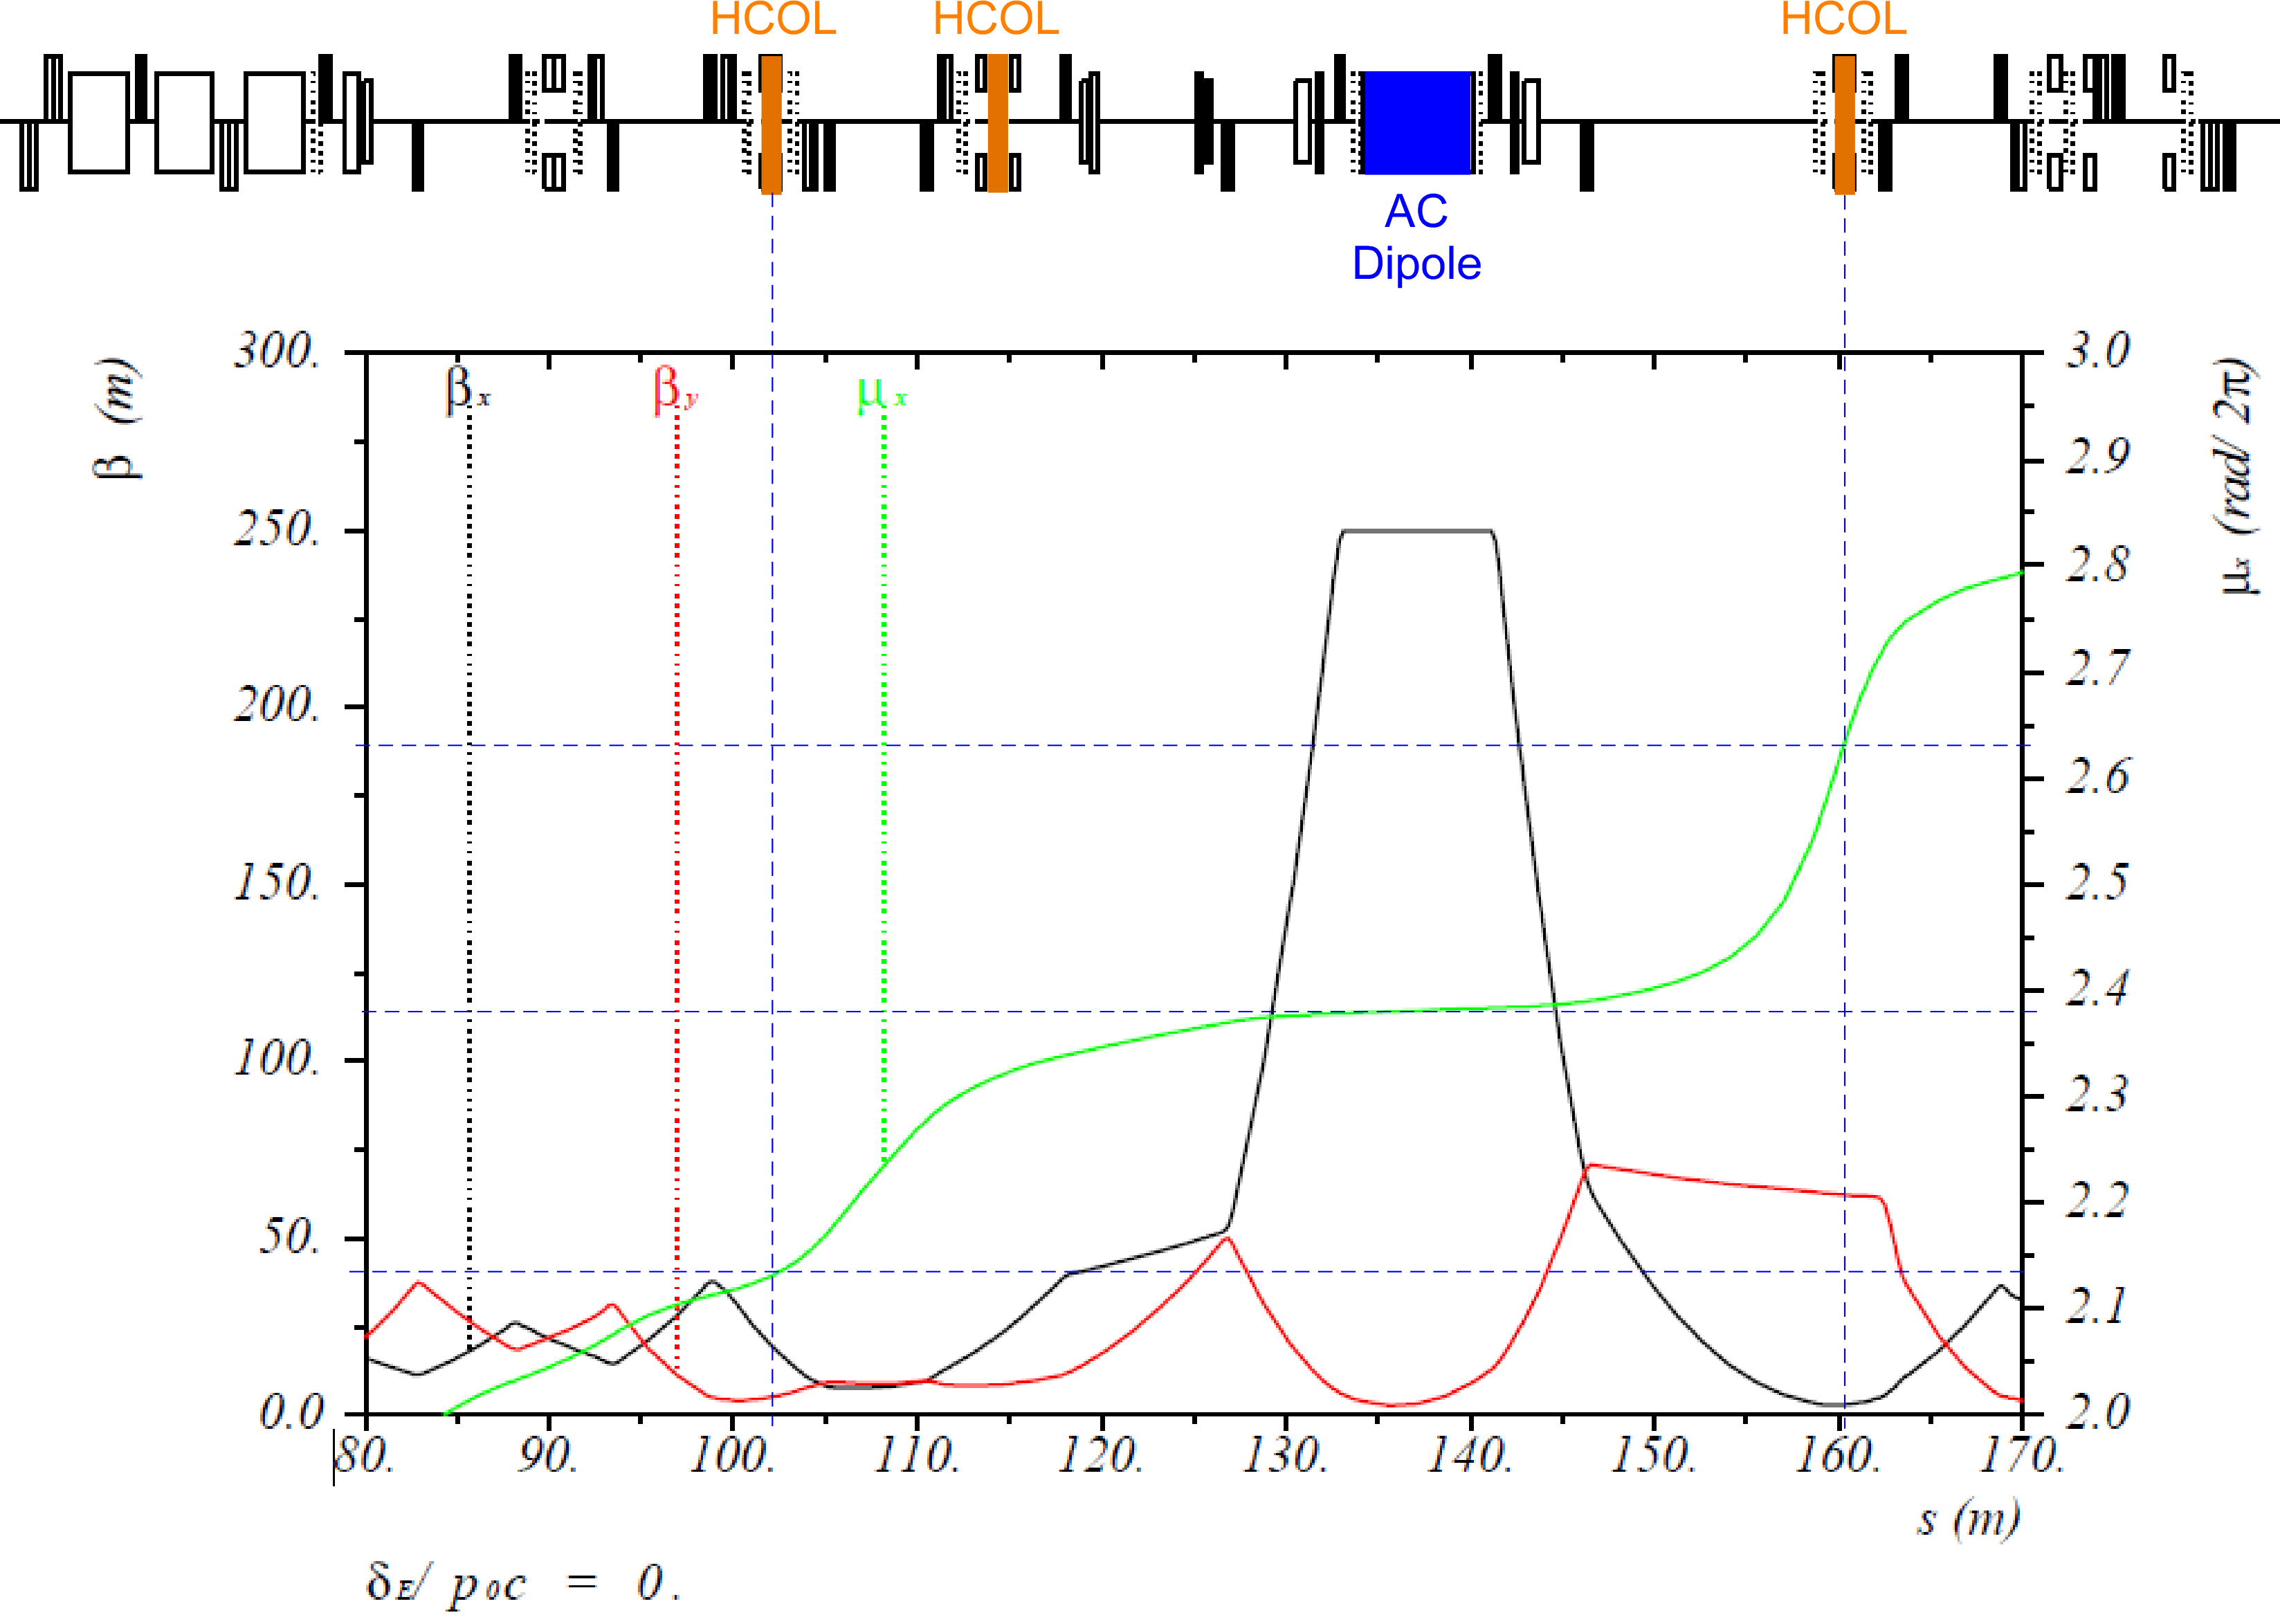 HCOL HCOL HCOL
AC
Dipole
β (m)
μx (rad/ 2π)
300.
250.
200.
150.
100.
50.
0.0
βx βy μx
3.0
2.9
2.8
2.7
2.6
2.5
2.4
2.3
2.2
2.1
2.0
80. 90. 100. 110. 120. 130. 140. 150. 160. 170.
s (m)
δE/ p0c = 0.